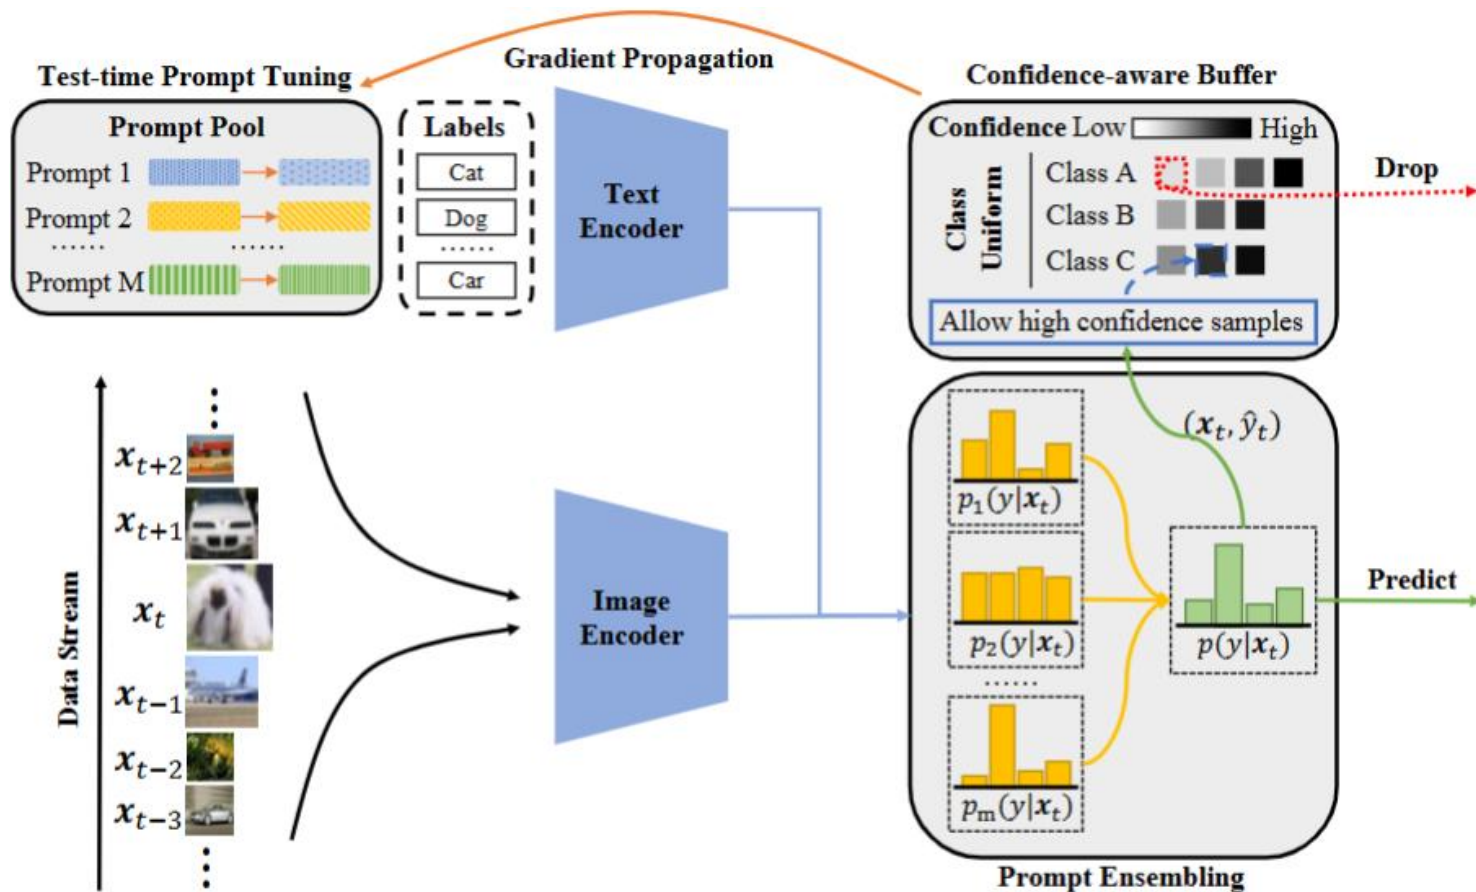 Gradient Propagation
Test-time Prompt Tuning
Prompt Pool
Prompt 1
Prompt 2
......
......
Prompt M
Labels
Cat
Dog
......
Car
Text
Encoder
Confidence-aware Buffer
Confidence Low High
Class
Uniform
Class A
Class B
Class C
Allow high confidence samples
Drop
Data Stream
x_{t+2}
x_{t+1}
x_t
x_{t−1}
x_{t−2}
x_{t−3}
Image
Encoder
(x_t, ŷ_t)
p_1(y|x_t)
p_2(y|x_t)
......
p_m(y|x_t)
p(y|x_t)
Predict
Prompt Ensembling